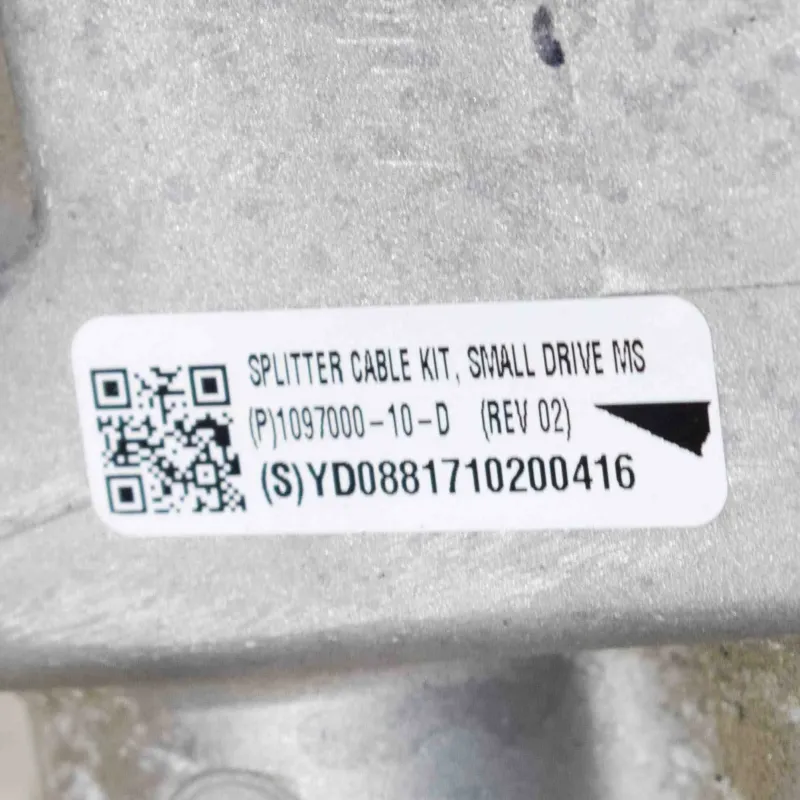 SPLITTER CABLE KIT, SMALL DRIVE MS
(P)1097000-10-D (REV 02)
(S)YD0881710200416